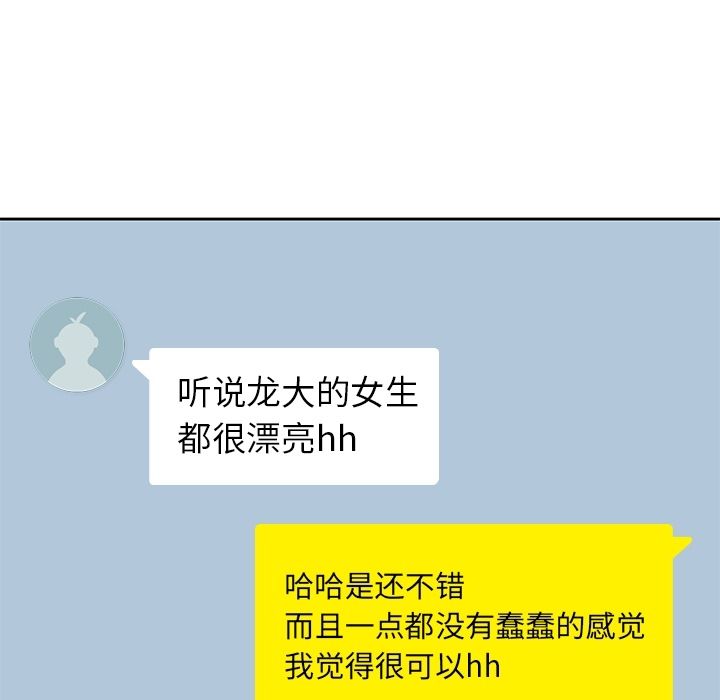 听说龙大的女生
都很漂亮hh
哈哈是还不错
而且一点都没有蠢蠢的感觉
我觉得很可以hh